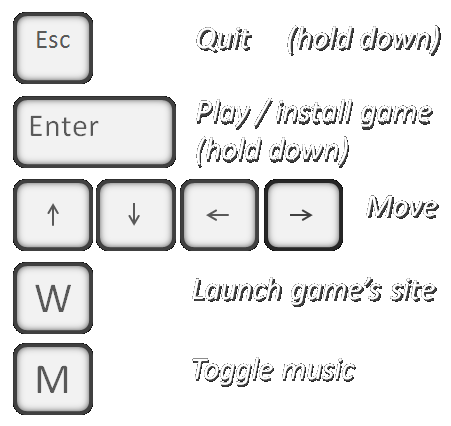 Esc Quit (hold down)
Enter Play / install game
(hold down)
↑ ↓ ← → Move
W Launch game's site
M Toggle music